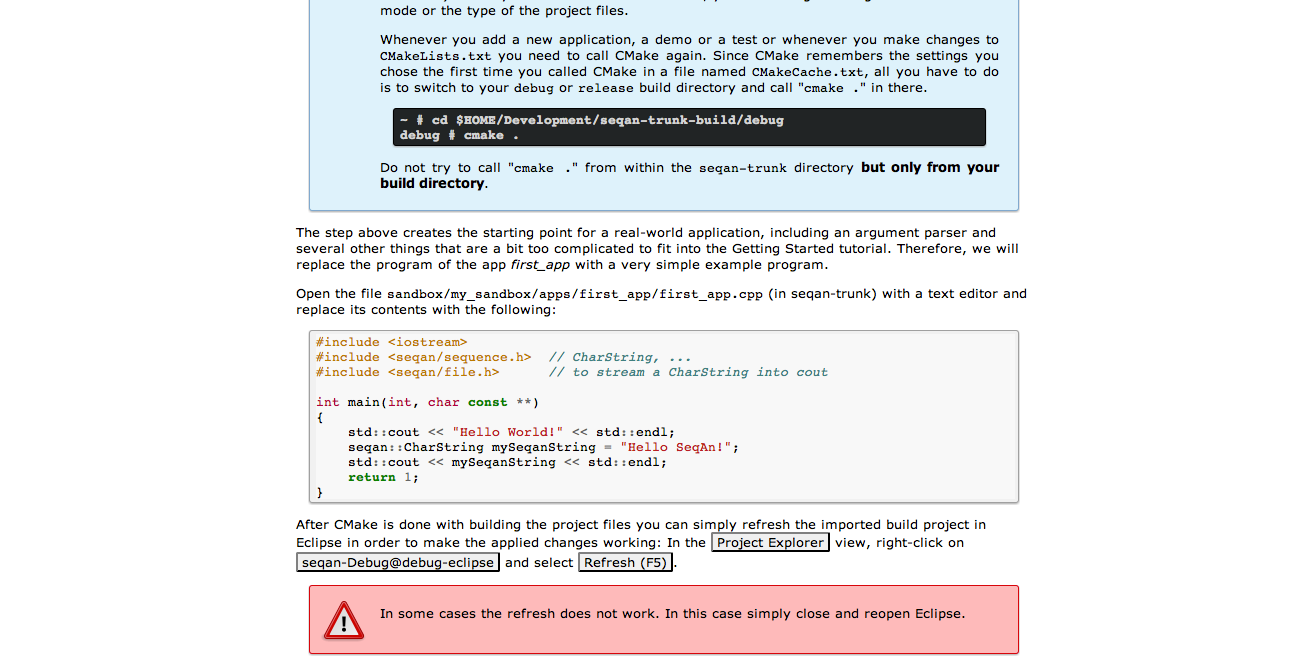 mode or the type of the project files.
Whenever you add a new application, a demo or a test or whenever you make changes to
CMakeLists.txt you need to call CMake again. Since CMake remembers the settings you
chose the first time you called CMake in a file named CMakeCache.txt, all you have to do
is to switch to your debug or release build directory and call "cmake ." in there.
~ # cd $HOME/Development/seqan-trunk-build/debug
debug # cmake .
Do not try to call "cmake ." from within the seqan-trunk directory but only from your
build directory.
The step above creates the starting point for a real-world application, including an argument parser and
several other things that are a bit too complicated to fit into the Getting Started tutorial. Therefore, we will
replace the program of the app first_app with a very simple example program.
Open the file sandbox/my_sandbox/apps/first_app/first_app.cpp (in seqan-trunk) with a text editor and
replace its contents with the following:
#include <iostream>
#include <seqan/sequence.h>  // CharString, ...
#include <seqan/file.h>      // to stream a CharString into cout
int main(int, char const **)
{
    std::cout << "Hello World!" << std::endl;
    seqan::CharString mySeqanString = "Hello SeqAn!";
    std::cout << mySeqanString << std::endl;
    return 1;
}
After CMake is done with building the project files you can simply refresh the imported build project in
Eclipse in order to make the applied changes working: In the Project Explorer view, right-click on
seqan-Debug@debug-eclipse and select Refresh (F5).
In some cases the refresh does not work. In this case simply close and reopen Eclipse.